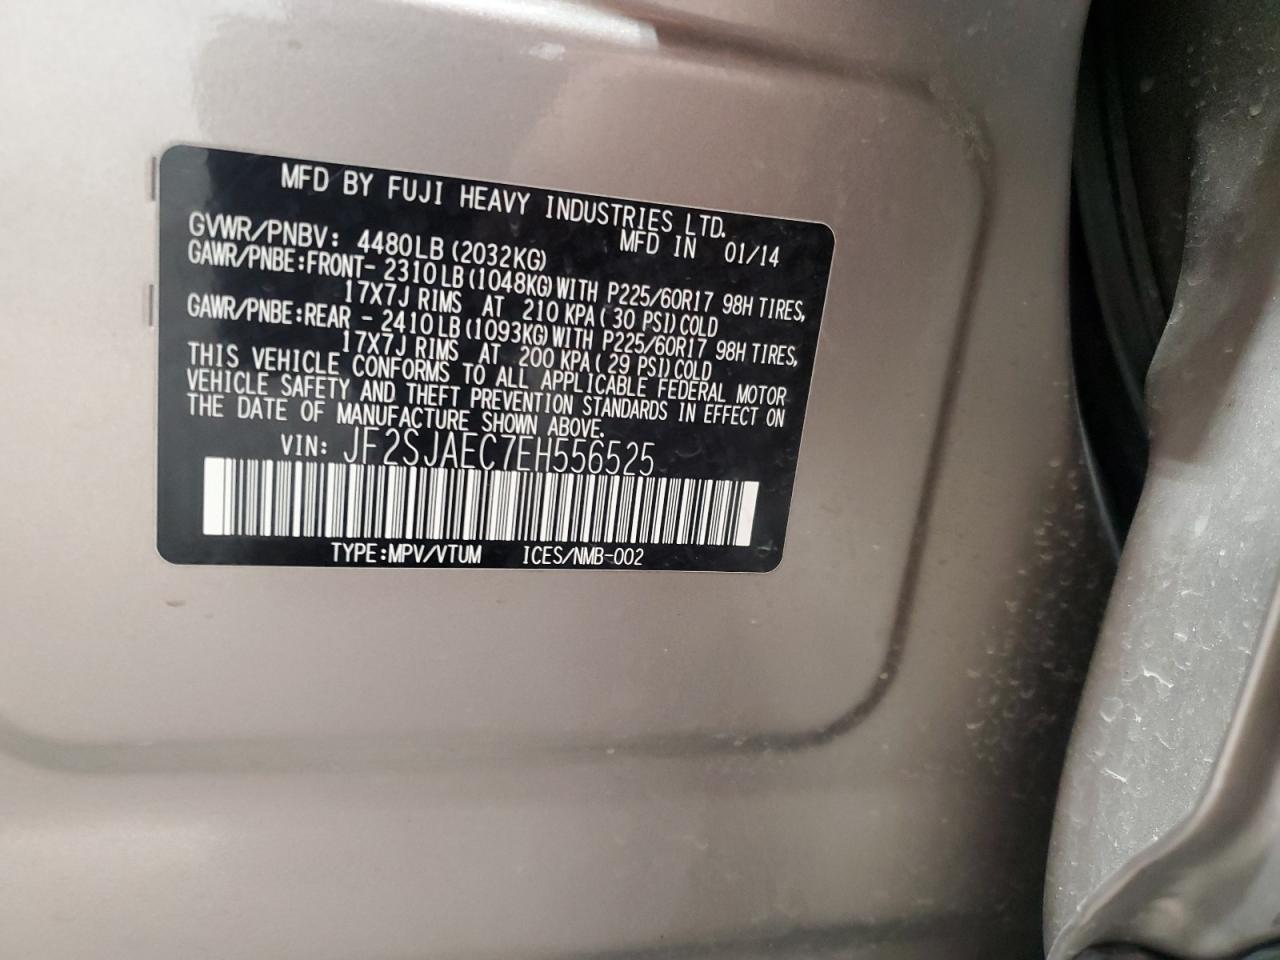 MFD BY FUJI HEAVY INDUSTRIES LTD.
MFD IN 01/14
GVWR/PNBV: 4480LB (2032KG)
GAWR/PNBE:FRONT- 2310LB(1048KG)WITH P225/60R17 98H TIRES,
17X7J RIMS AT 210 KPA( 30 PSI)COLD
GAWR/PNBE:REAR - 2410LB(1093KG)WITH P225/60R17 98H TIRES,
17X7J RIMS AT 200 KPA( 29 PSI)COLD
THIS VEHICLE CONFORMS TO ALL APPLICABLE FEDERAL MOTOR
VEHICLE SAFETY AND THEFT PREVENTION STANDARDS IN EFFECT ON
THE DATE OF MANUFACTURE SHOWN ABOVE.
VIN: JF2SJAEC7EH556525
TYPE:MPV/VTUM ICES/NMB-002